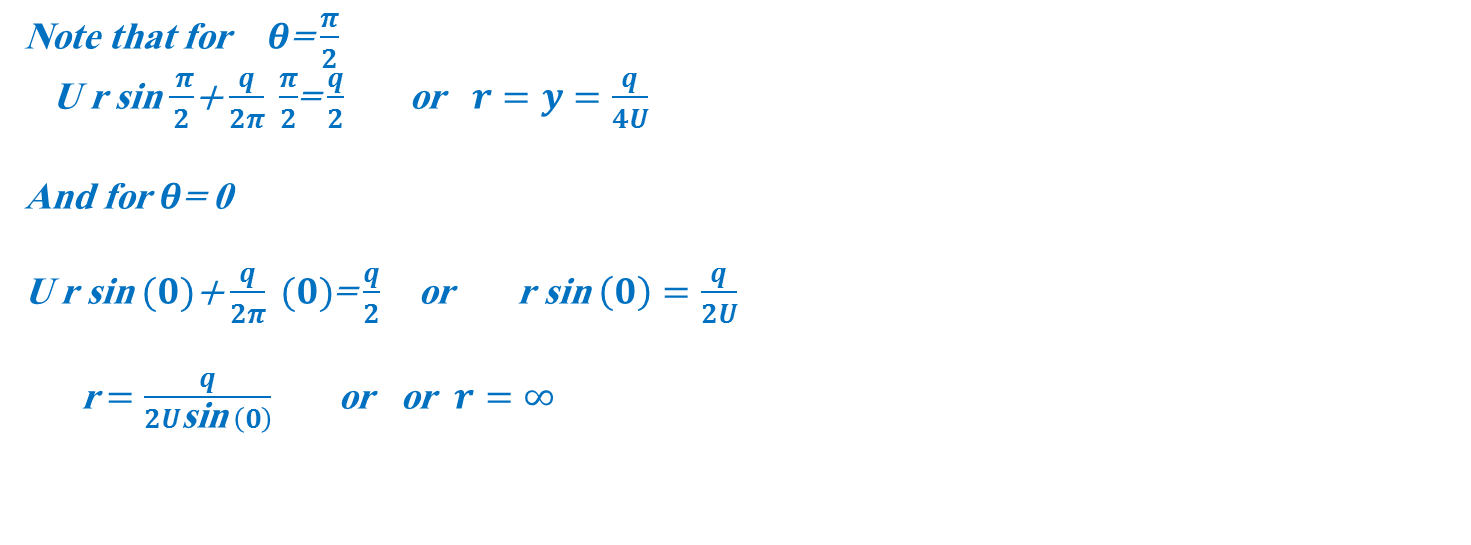 Note that for θ=π/2
U r sin π/2 + q/2π π/2 = q/2 or r = y = q/4U
And for θ= 0
U r sin (0)+ q/2π (0)= q/2 or r sin (0) = q/2U
r= q/2U sin (0) or or r = ∞